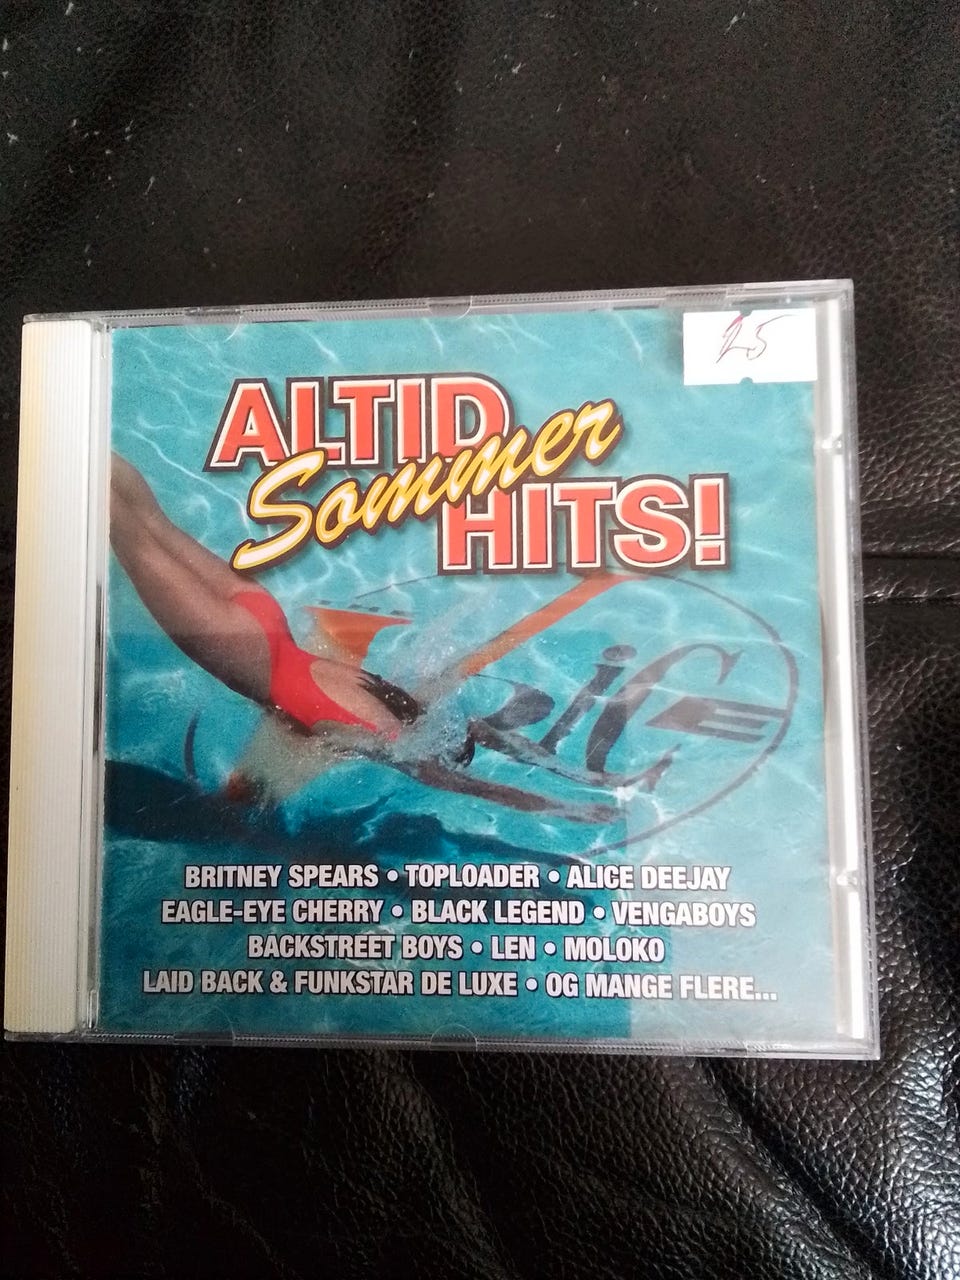 25
ALTID
Sommer
HITS!
BRITNEY SPEARS • TOPLOADER • ALICE DEEJAY
EAGLE-EYE CHERRY • BLACK LEGEND • VENGABOYS
BACKSTREET BOYS • LEN • MOLOKO
LAID BACK & FUNKSTAR DE LUXE • OG MANGE FLERE...